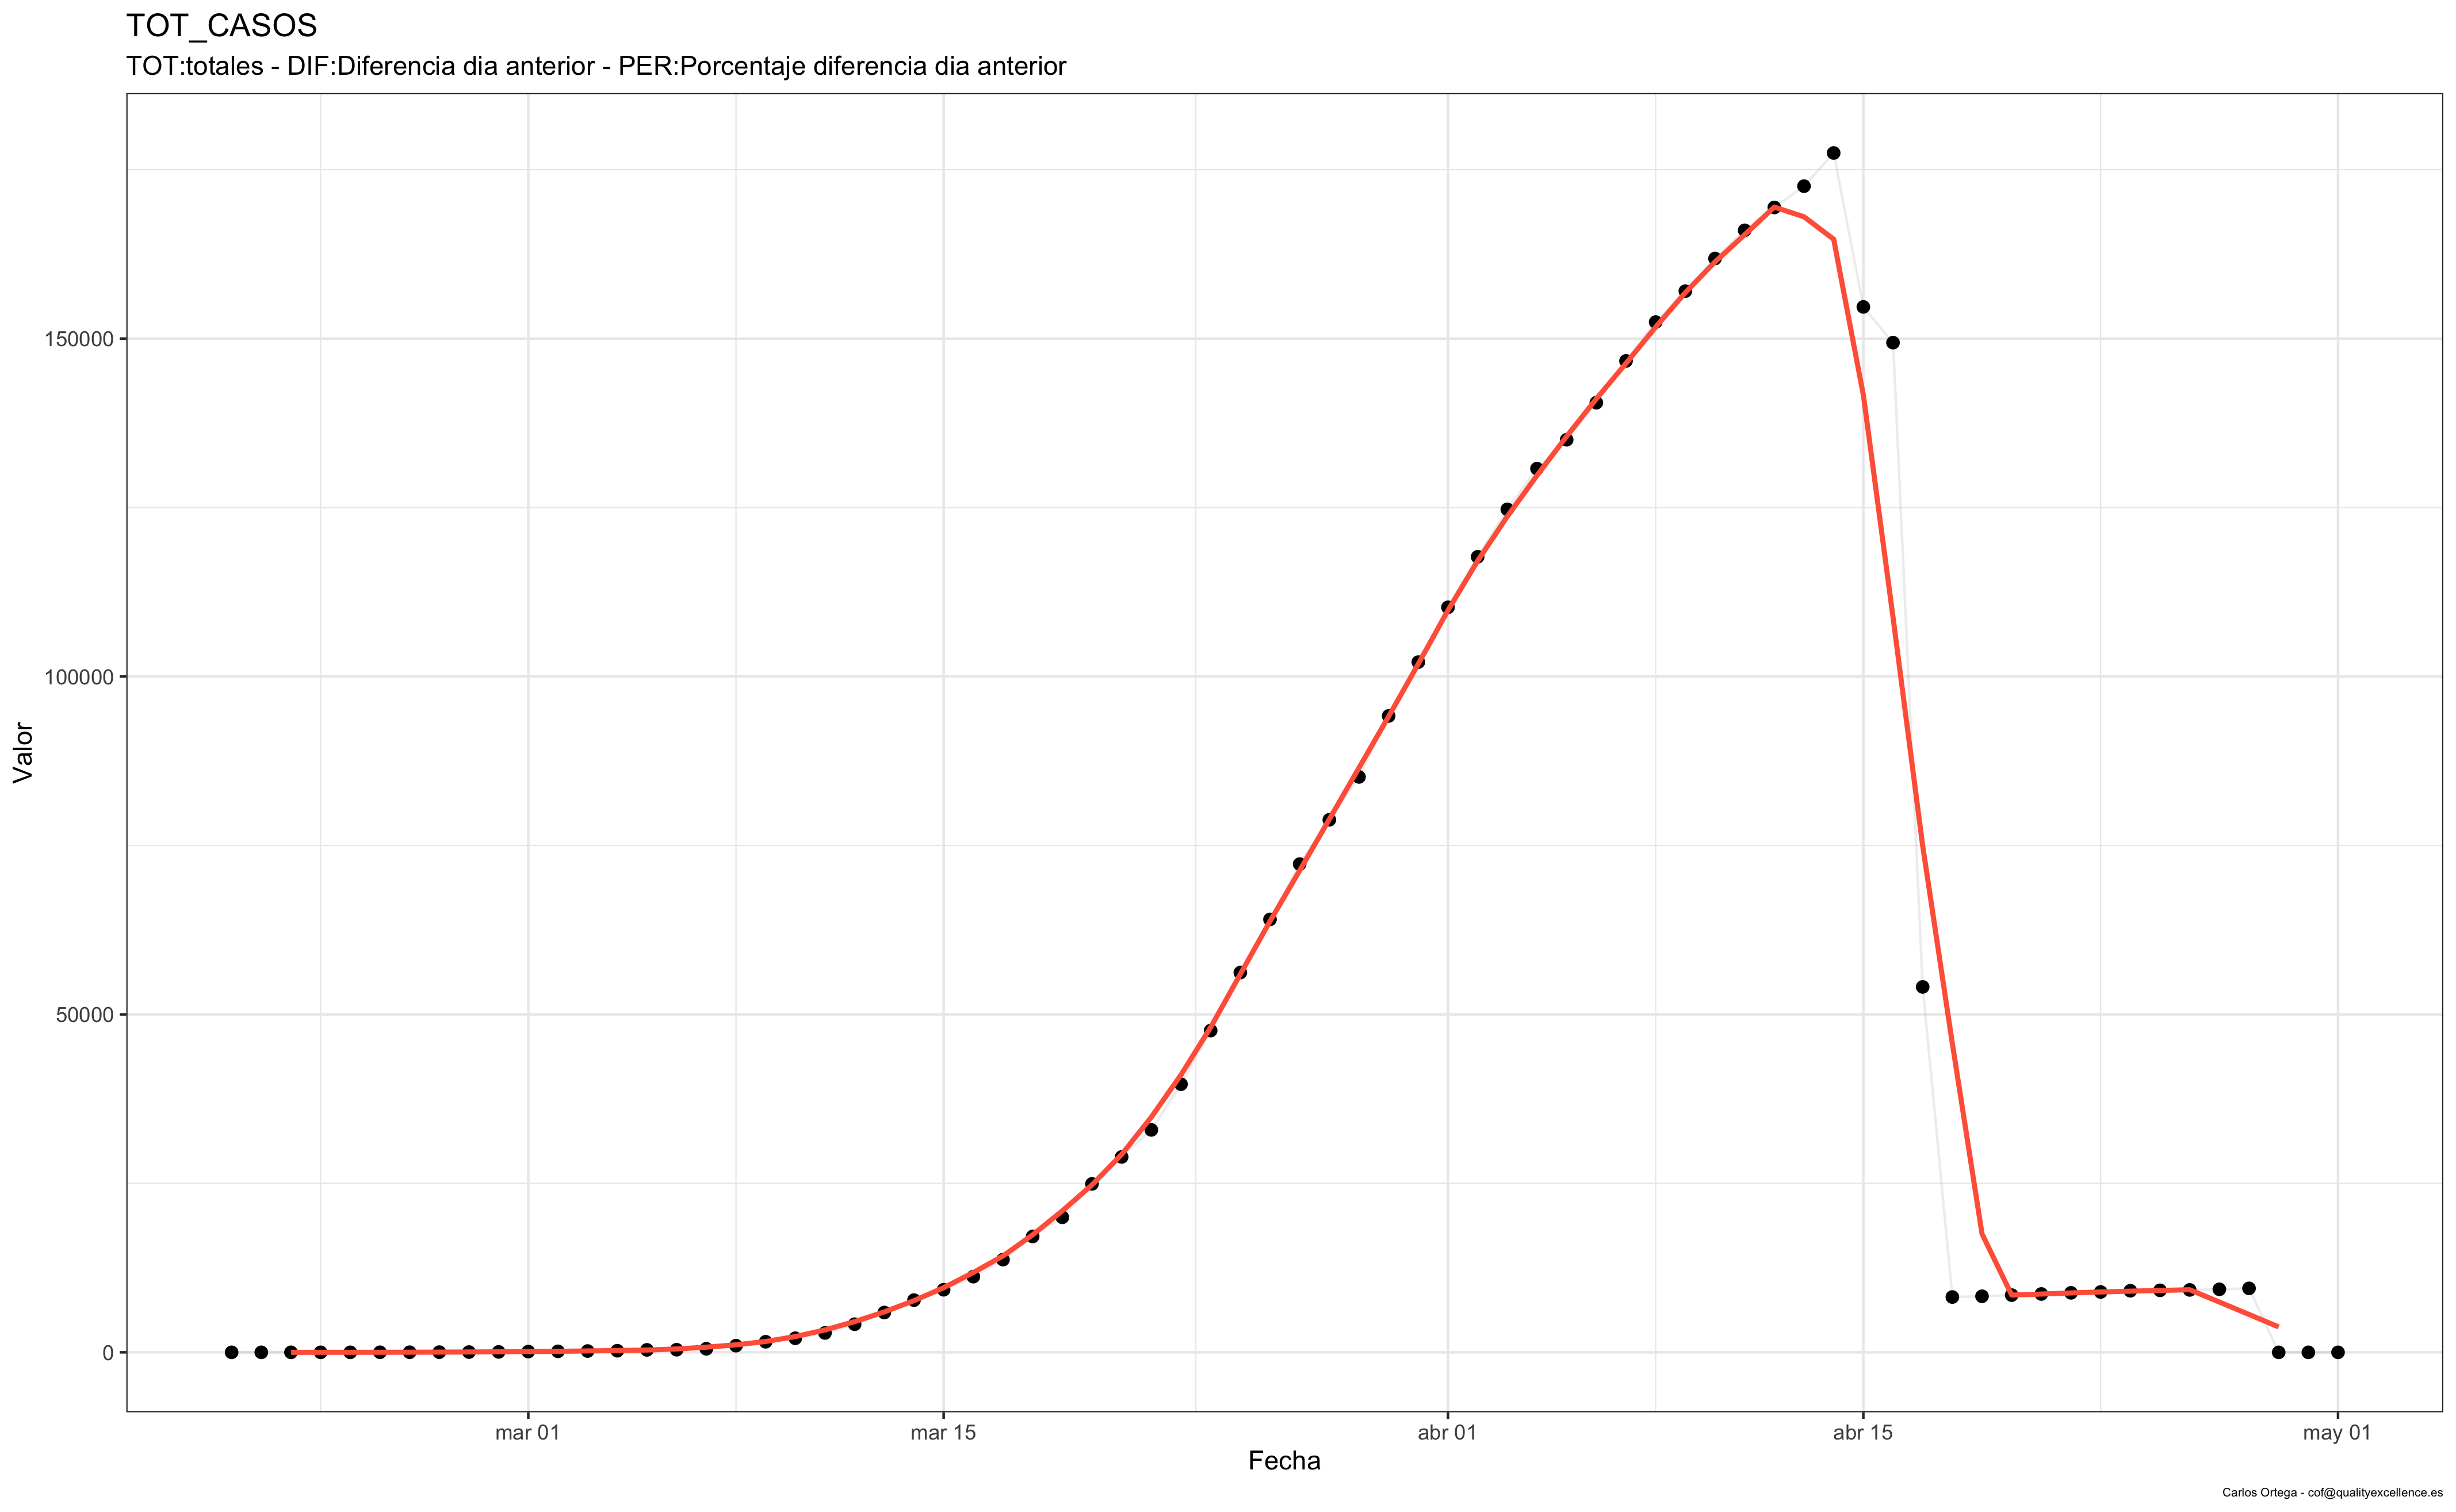 TOT_CASOS
TOT:totales - DIF:Diferencia dia anterior - PER:Porcentaje diferencia dia anterior
150000
100000
50000
0
Valor
mar 01
mar 15
abr 01
abr 15
may 01
Fecha
Carlos Ortega - cof@qualityexcellence.es